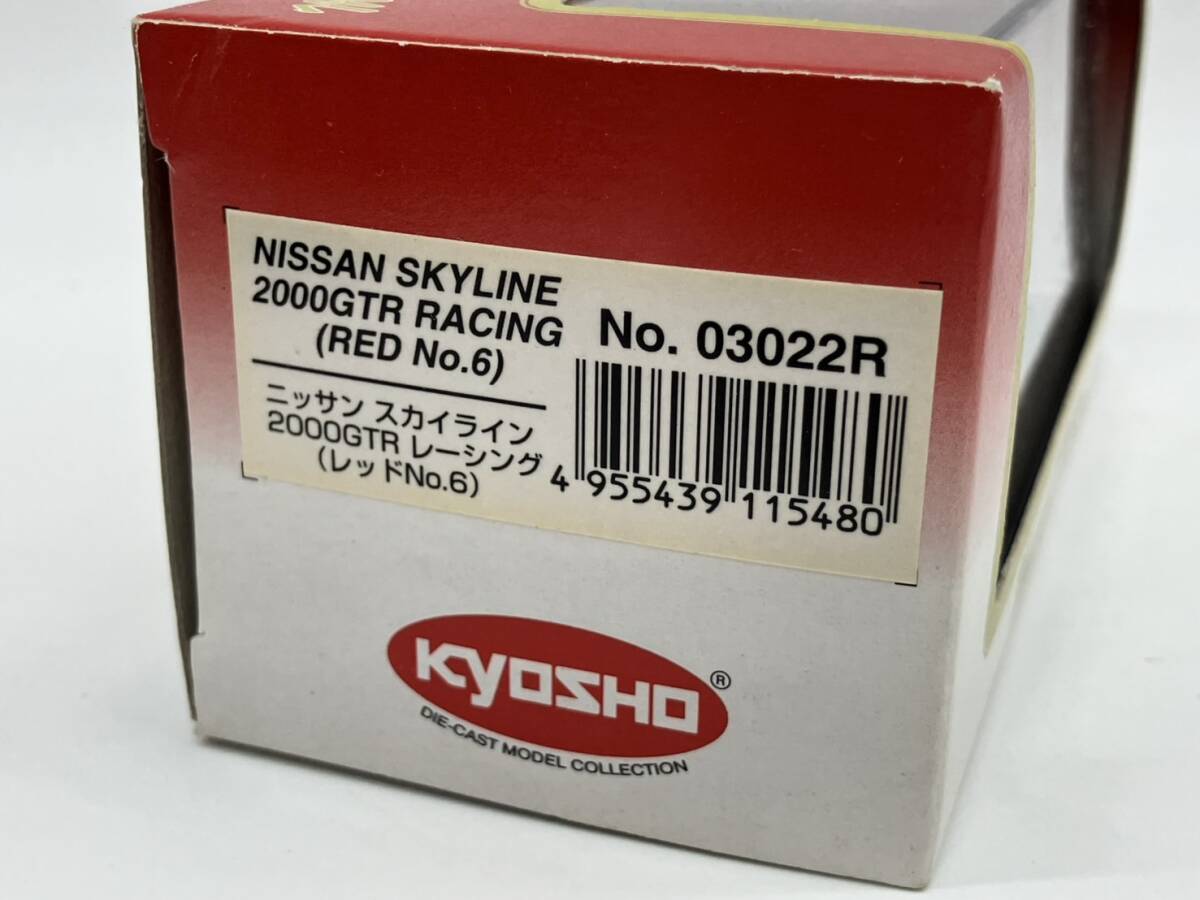 NISSAN SKYLINE
2000GTR RACING
(RED No.6)
No. 03022R
ニッサン スカイライン
2000GTR レーシング
(レッドNo.6)
4 955439 115480
KYOSHO ®
DIE-CAST MODEL COLLECTION